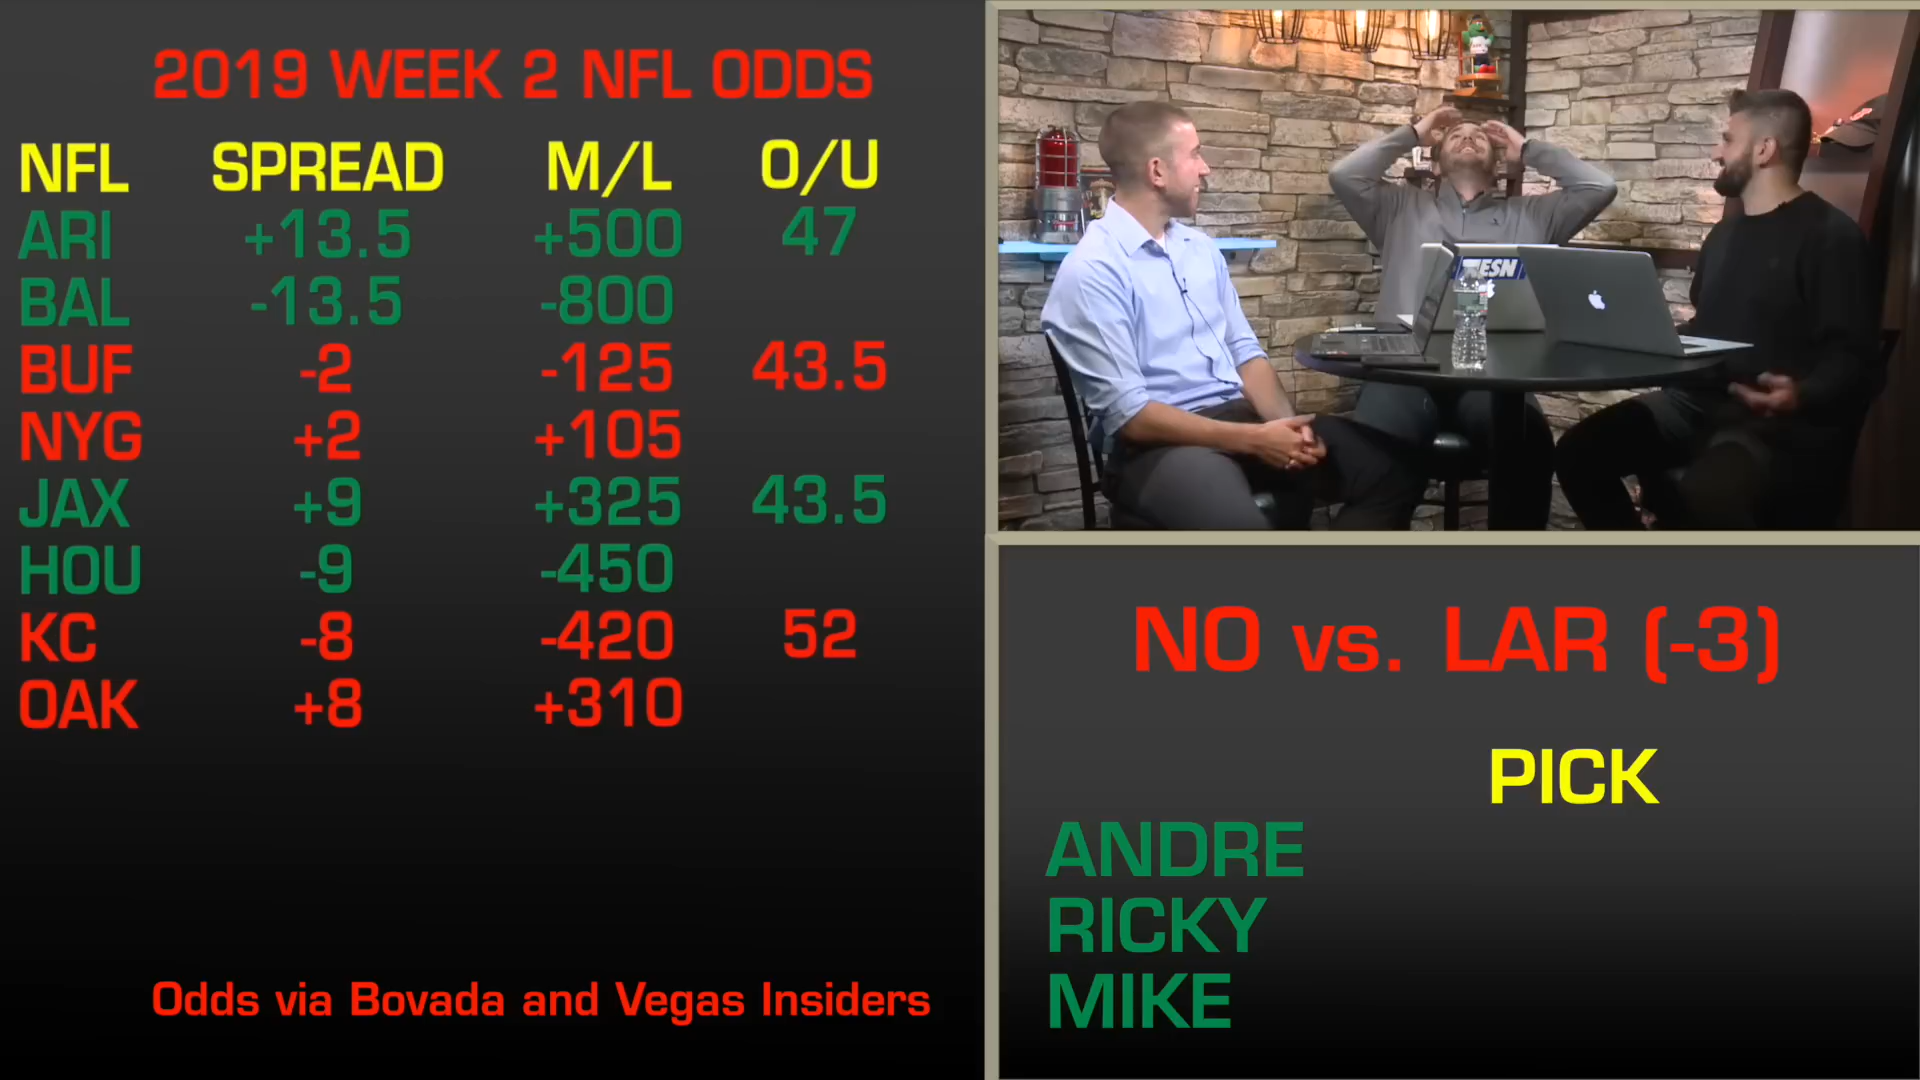 2019 WEEK 2 NFL ODDS
NFL SPREAD M/L O/U
ARI +13.5 +500 47
BAL -13.5 -800
BUF -2 -125 43.5
NYG +2 +105
JAX +9 +325 43.5
HOU -9 -450
KC -8 -420 52
OAK +8 +310
Odds via Bovada and Vegas Insiders
NESN
NO vs. LAR (-3)
PICK
ANDRE
RICKY
MIKE